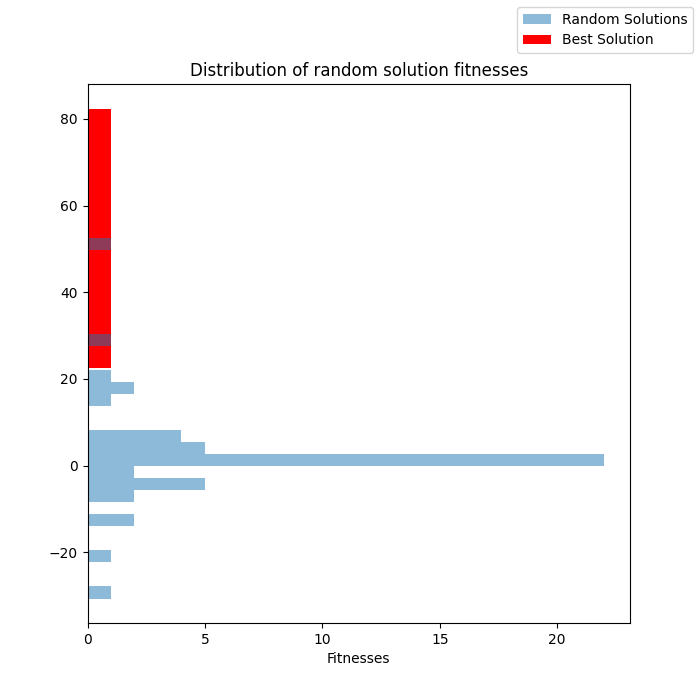 Random Solutions
Best Solution
Distribution of random solution fitnesses
80
60
40
20
0
−20
0 5 10 15 20
Fitnesses